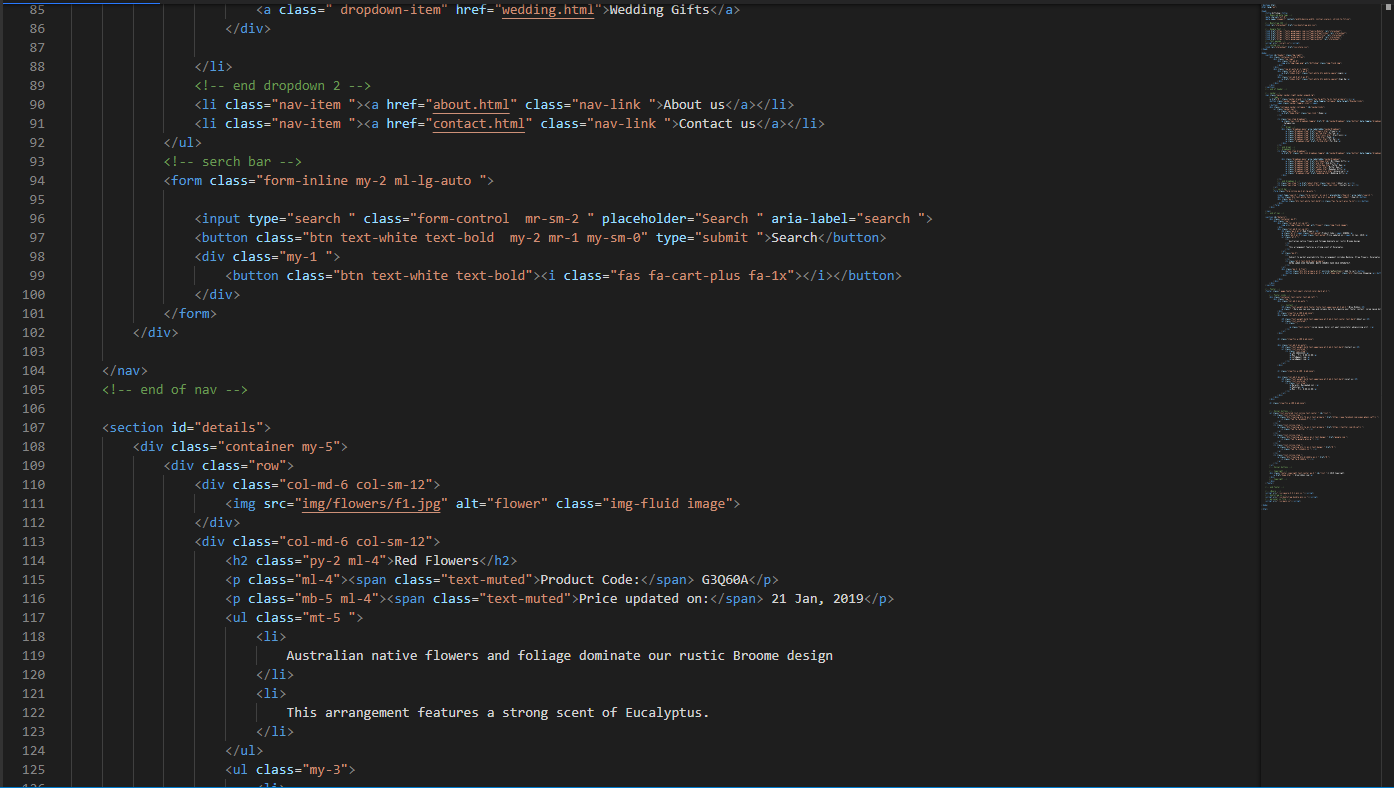 85 <a class=" dropdown-item" href="wedding.html">Wedding Gifts</a>
86 </div>
87
88 </li>
89 <!-- end dropdown 2 -->
90 <li class="nav-item "><a href="about.html" class="nav-link ">About us</a></li>
91 <li class="nav-item "><a href="contact.html" class="nav-link ">Contact us</a></li>
92 </ul>
93 <!-- serch bar -->
94 <form class="form-inline my-2 ml-lg-auto ">
95
96 <input type="search " class="form-control  mr-sm-2 " placeholder="Search " aria-label="search ">
97 <button class="btn text-white text-bold  my-2 mr-1 my-sm-0" type="submit ">Search</button>
98 <div class="my-1 ">
99 <button class="btn text-white text-bold"><i class="fas fa-cart-plus fa-1x"></i></button>
100 </div>
101 </form>
102 </div>
103
104 </nav>
105 <!-- end of nav -->
106
107 <section id="details">
108 <div class="container my-5">
109 <div class="row">
110 <div class="col-md-6 col-sm-12">
111 <img src="img/flowers/f1.jpg" alt="flower" class="img-fluid image">
112 </div>
113 <div class="col-md-6 col-sm-12">
114 <h2 class="py-2 ml-4">Red Flowers</h2>
115 <p class="ml-4"><span class="text-muted">Product Code:</span> G3Q60A</p>
116 <p class="mb-5 ml-4"><span class="text-muted">Price updated on:</span> 21 Jan, 2019</p>
117 <ul class="mt-5 ">
118 <li>
119 Australian native flowers and foliage dominate our rustic Broome design
120 </li>
121 <li>
122 This arrangement features a strong scent of Eucalyptus.
123 </li>
124 </ul>
125 <ul class="my-3">
126 <li>